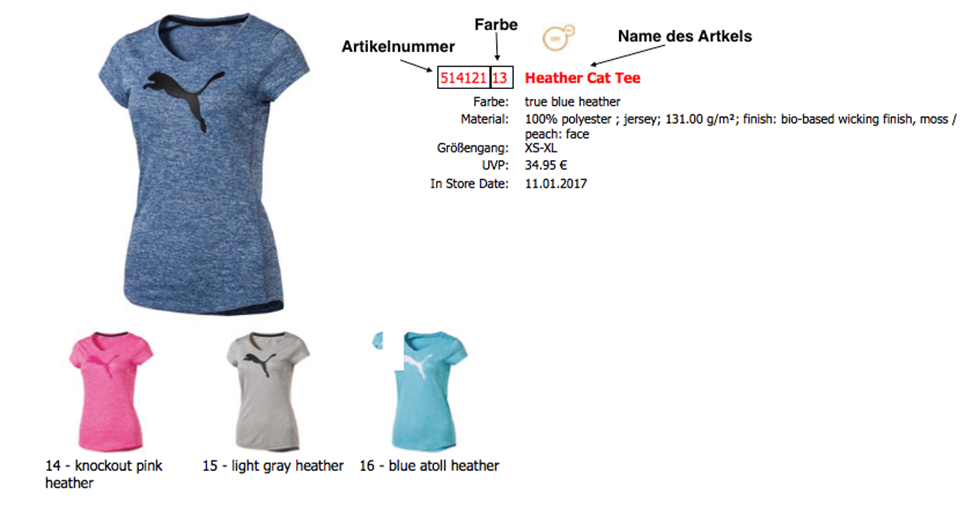 Farbe
Artikelnummer
Name des Artkels
514121 13 Heather Cat Tee
Farbe: true blue heather
Material: 100% polyester ; jersey; 131.00 g/m²; finish: bio-based wicking finish, moss /
peach: face
Größengang: XS-XL
UVP: 34.95 €
In Store Date: 11.01.2017
14 - knockout pink
heather
15 - light gray heather
16 - blue atoll heather